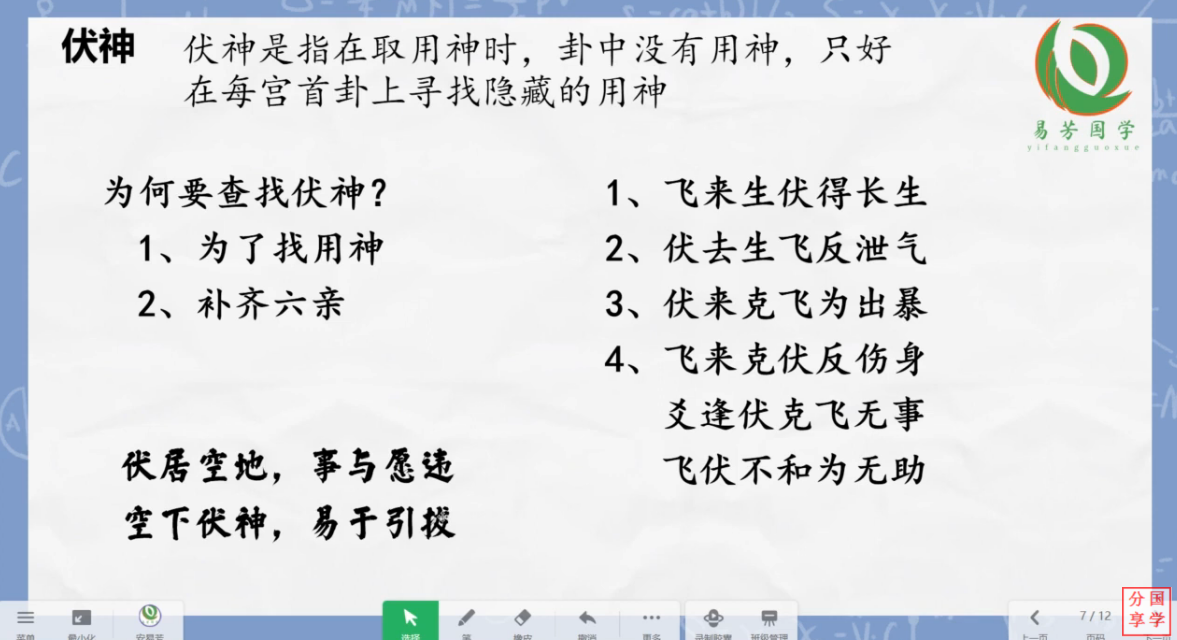 伏神
伏神是指在取用神时，卦中没有用神，只好
在每宫首卦上寻找隐藏的用神
易芳国学
yifangguoxue
为何要查找伏神？
1、为了找用神
2、补齐六亲
伏居空地，事与愿违
空下伏神，易于引拔
1、飞来生伏得长生
2、伏去生飞反泄气
3、伏来克飞为出暴
4、飞来克伏反伤身
爻逢伏克飞无事
飞伏不和为无助
7/12
分国
享学